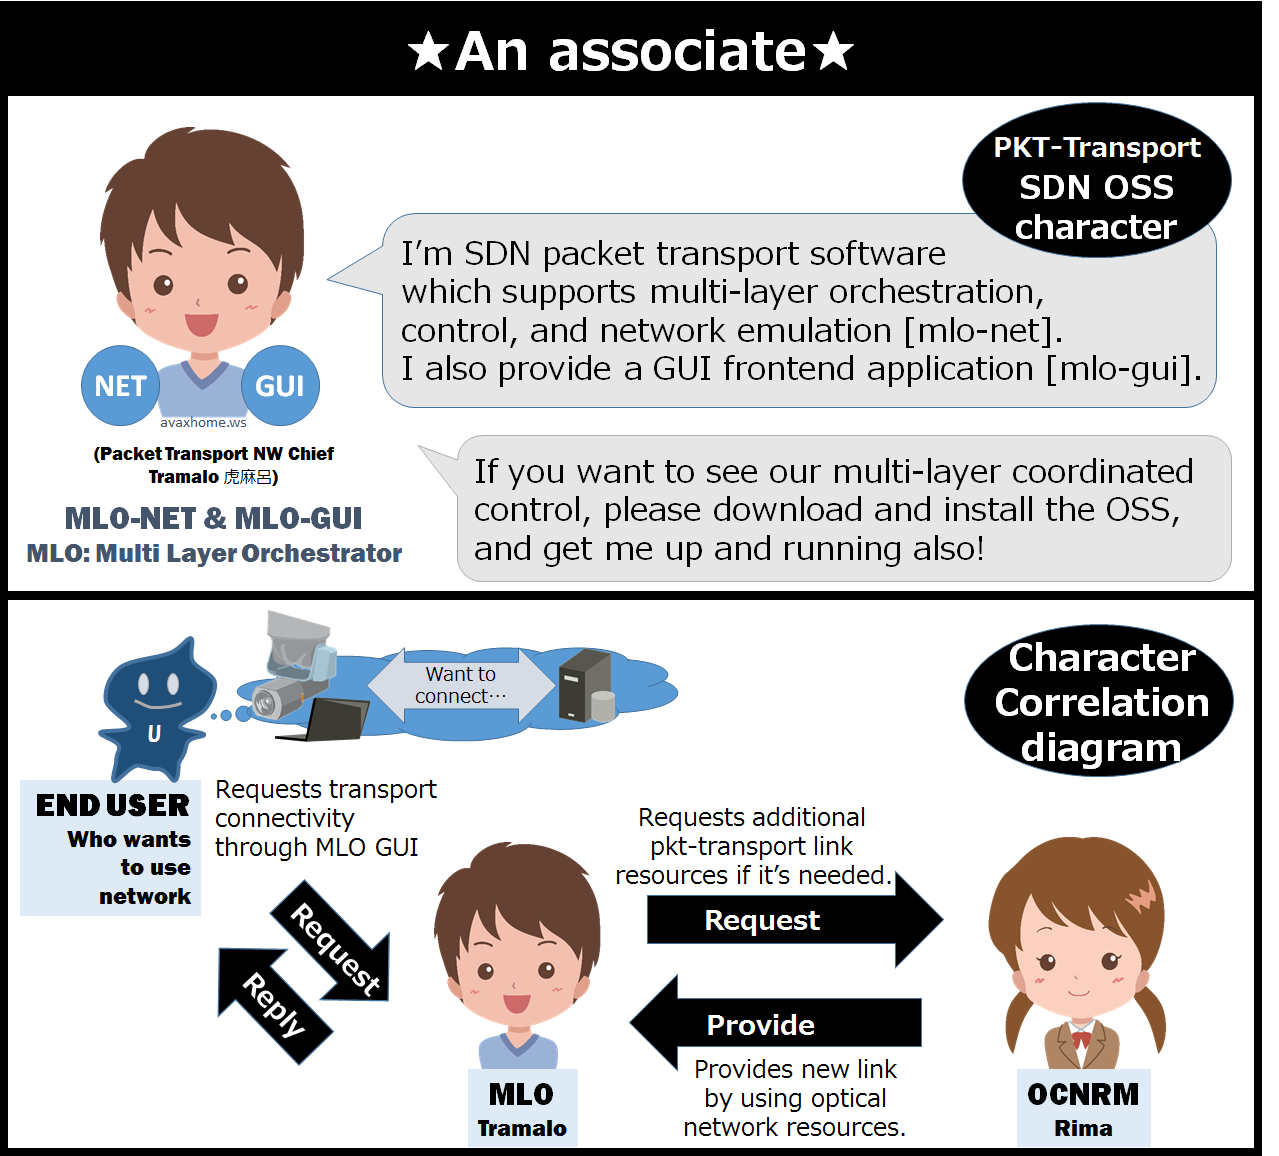 ★An associate★
PKT-Transport
SDN OSS
character
I’m SDN packet transport software
which supports multi-layer orchestration,
control, and network emulation [mlo-net].
I also provide a GUI frontend application [mlo-gui].
NET
GUI
avaxhome.ws
(Packet Transport NW Chief
Tramalo 虎麻呂)
MLO-NET & MLO-GUI
MLO: Multi Layer Orchestrator
If you want to see our multi-layer coordinated
control, please download and install the OSS,
and get me up and running also!
Character
Correlation
diagram
Want to
connect…
U
END USER
Who wants
to use
network
Requests transport
connectivity
through MLO GUI
Request
Reply
Requests additional
pkt-transport link
resources if it’s needed.
Request
Provide
Provides new link
by using optical
network resources.
MLO
Tramalo
OCNRM
Rima